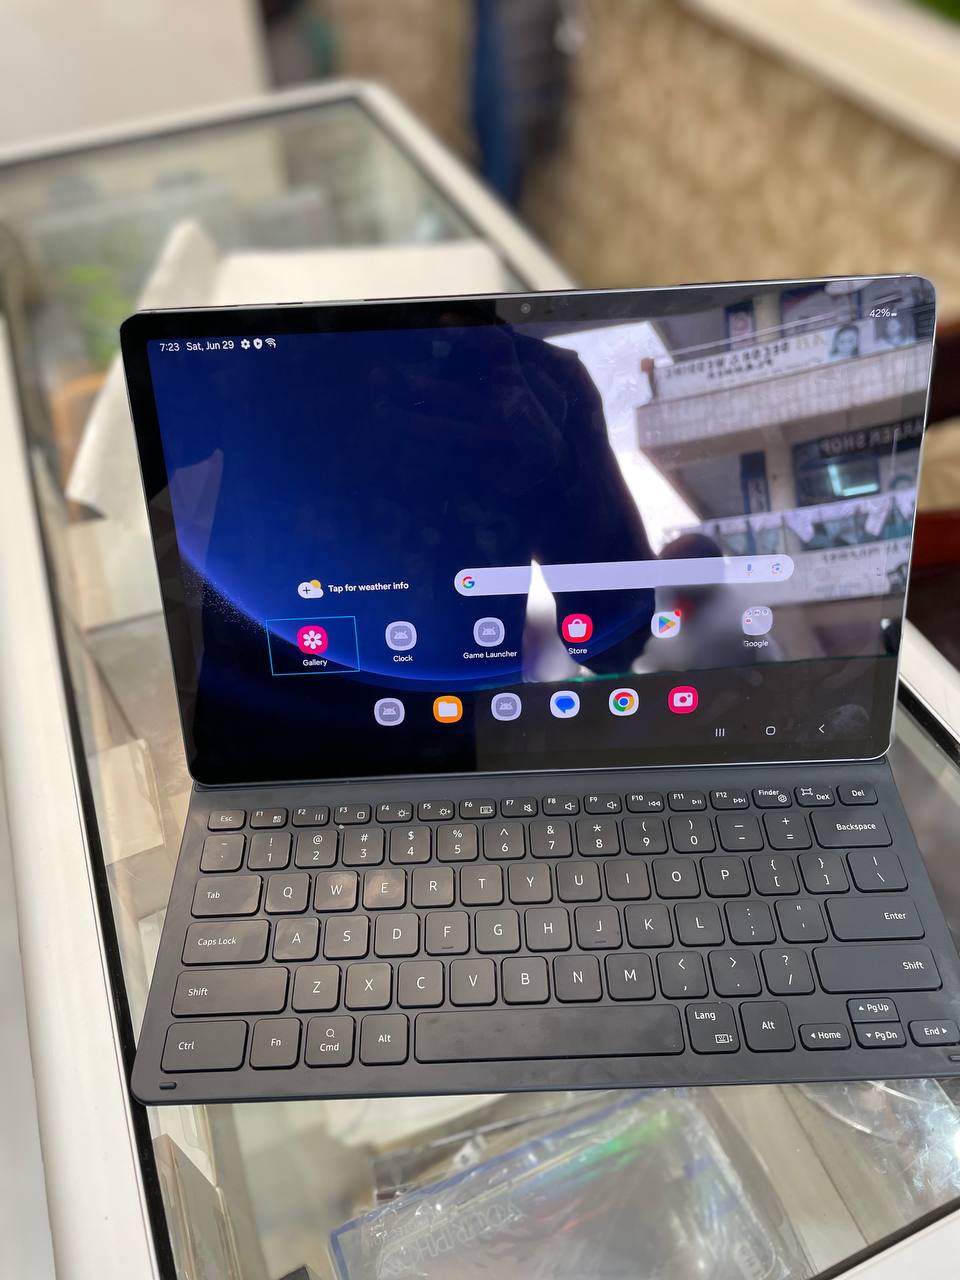 7:23 Sat, Jun 29
42%
Tap for weather info
G
Gallery
Clock
Game Launcher
Store
Google
Esc F1 F2 F3 F4 F5 F6 F7 F8 F9 F10 F11 F12 Finder DeX Del
~ ! @ # $ % ^ & * ( ) _ +
` 1 2 3 4 5 6 7 8 9 0 - = Backspace
Tab Q W E R T Y U I O P { [ } ] | \
Caps Lock A S D F G H J K L : ; " ' Enter
Shift Z X C V B N M < , > . ? / Shift
Ctrl Fn Cmd Alt Lang Alt Home PgUp PgDn End